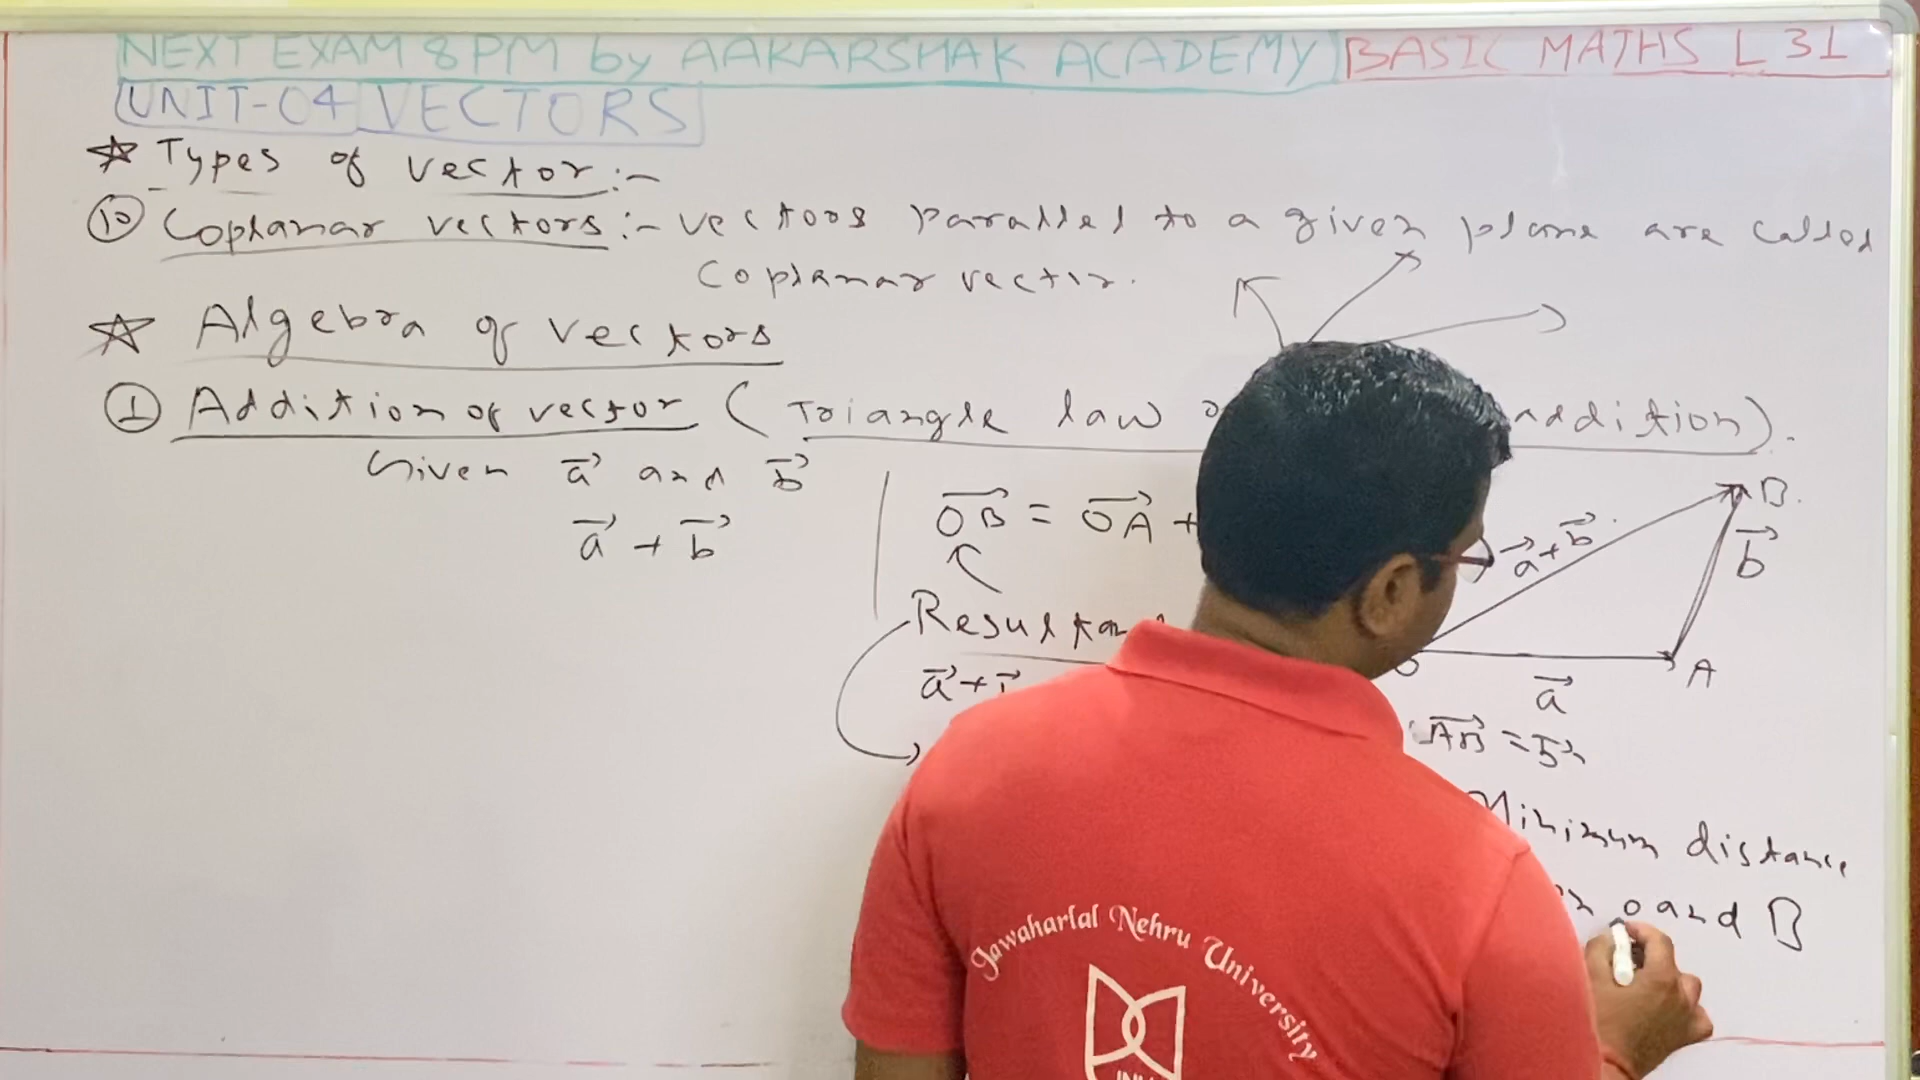 NEXT EXAM 8PM by AAKARSHAK ACADEMY BASIC MATHS L 31
UNIT-04 VECTORS
☆ Types of vector:-
⑩ Coplanar vectors:- vectors parallel to a given plane are called
Coplanar vector.
☆ Algebra of vectors
① Addition of vector (Triangle law addition).
Given a⃗ and b⃗
a⃗ + b⃗
OB⃗ = OA⃗ +
a⃗+b⃗
B.
b⃗
O
A
a⃗
a⃗+
AB⃗ = b⃗
Minimum distance
O and B
Jawaharlal Nehru University